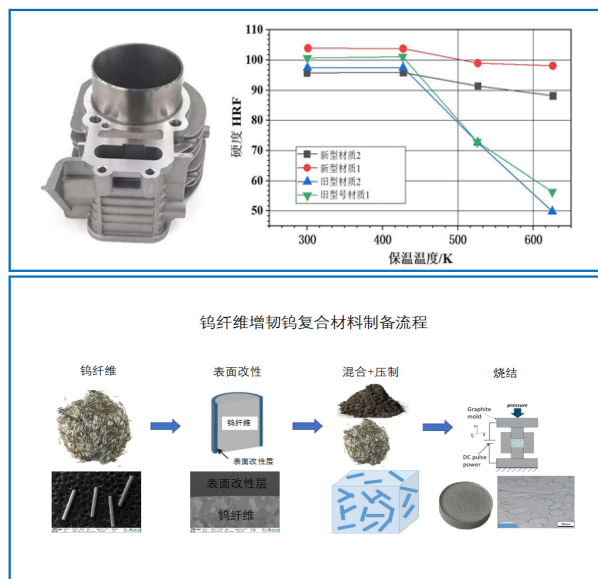 硬度 HRF
100
90
80
70
60
50
新型材质2
新型材质1
旧型材质2
旧型号材质1
300
400
500
600
保温温度/K
钨纤维增韧钨复合材料制备流程
钨纤维
表面改性
混合+压制
烧结
钨纤维
表面改性层
表面改性层
钨纤维
pressure
Graphite
mold
DC pulse
power